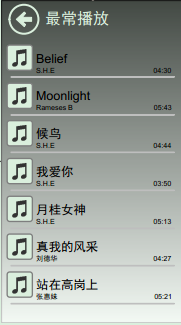 最常播放
Belief
S.H.E 04:30
Moonlight
Rameses B 05:43
候鸟
S.H.E 04:44
我爱你
S.H.E 03:50
月桂女神
S.H.E 05:13
真我的风采
刘德华 04:27
站在高岗上
张惠妹 05:21